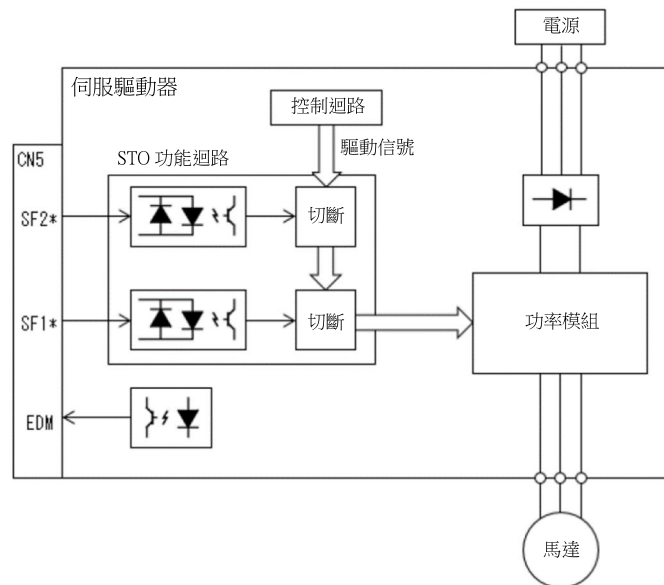 電源
伺服驅動器
控制迴路
驅動信號
STO 功能迴路
CN5
SF2*
切斷
SF1*
切斷
功率模組
EDM
馬達